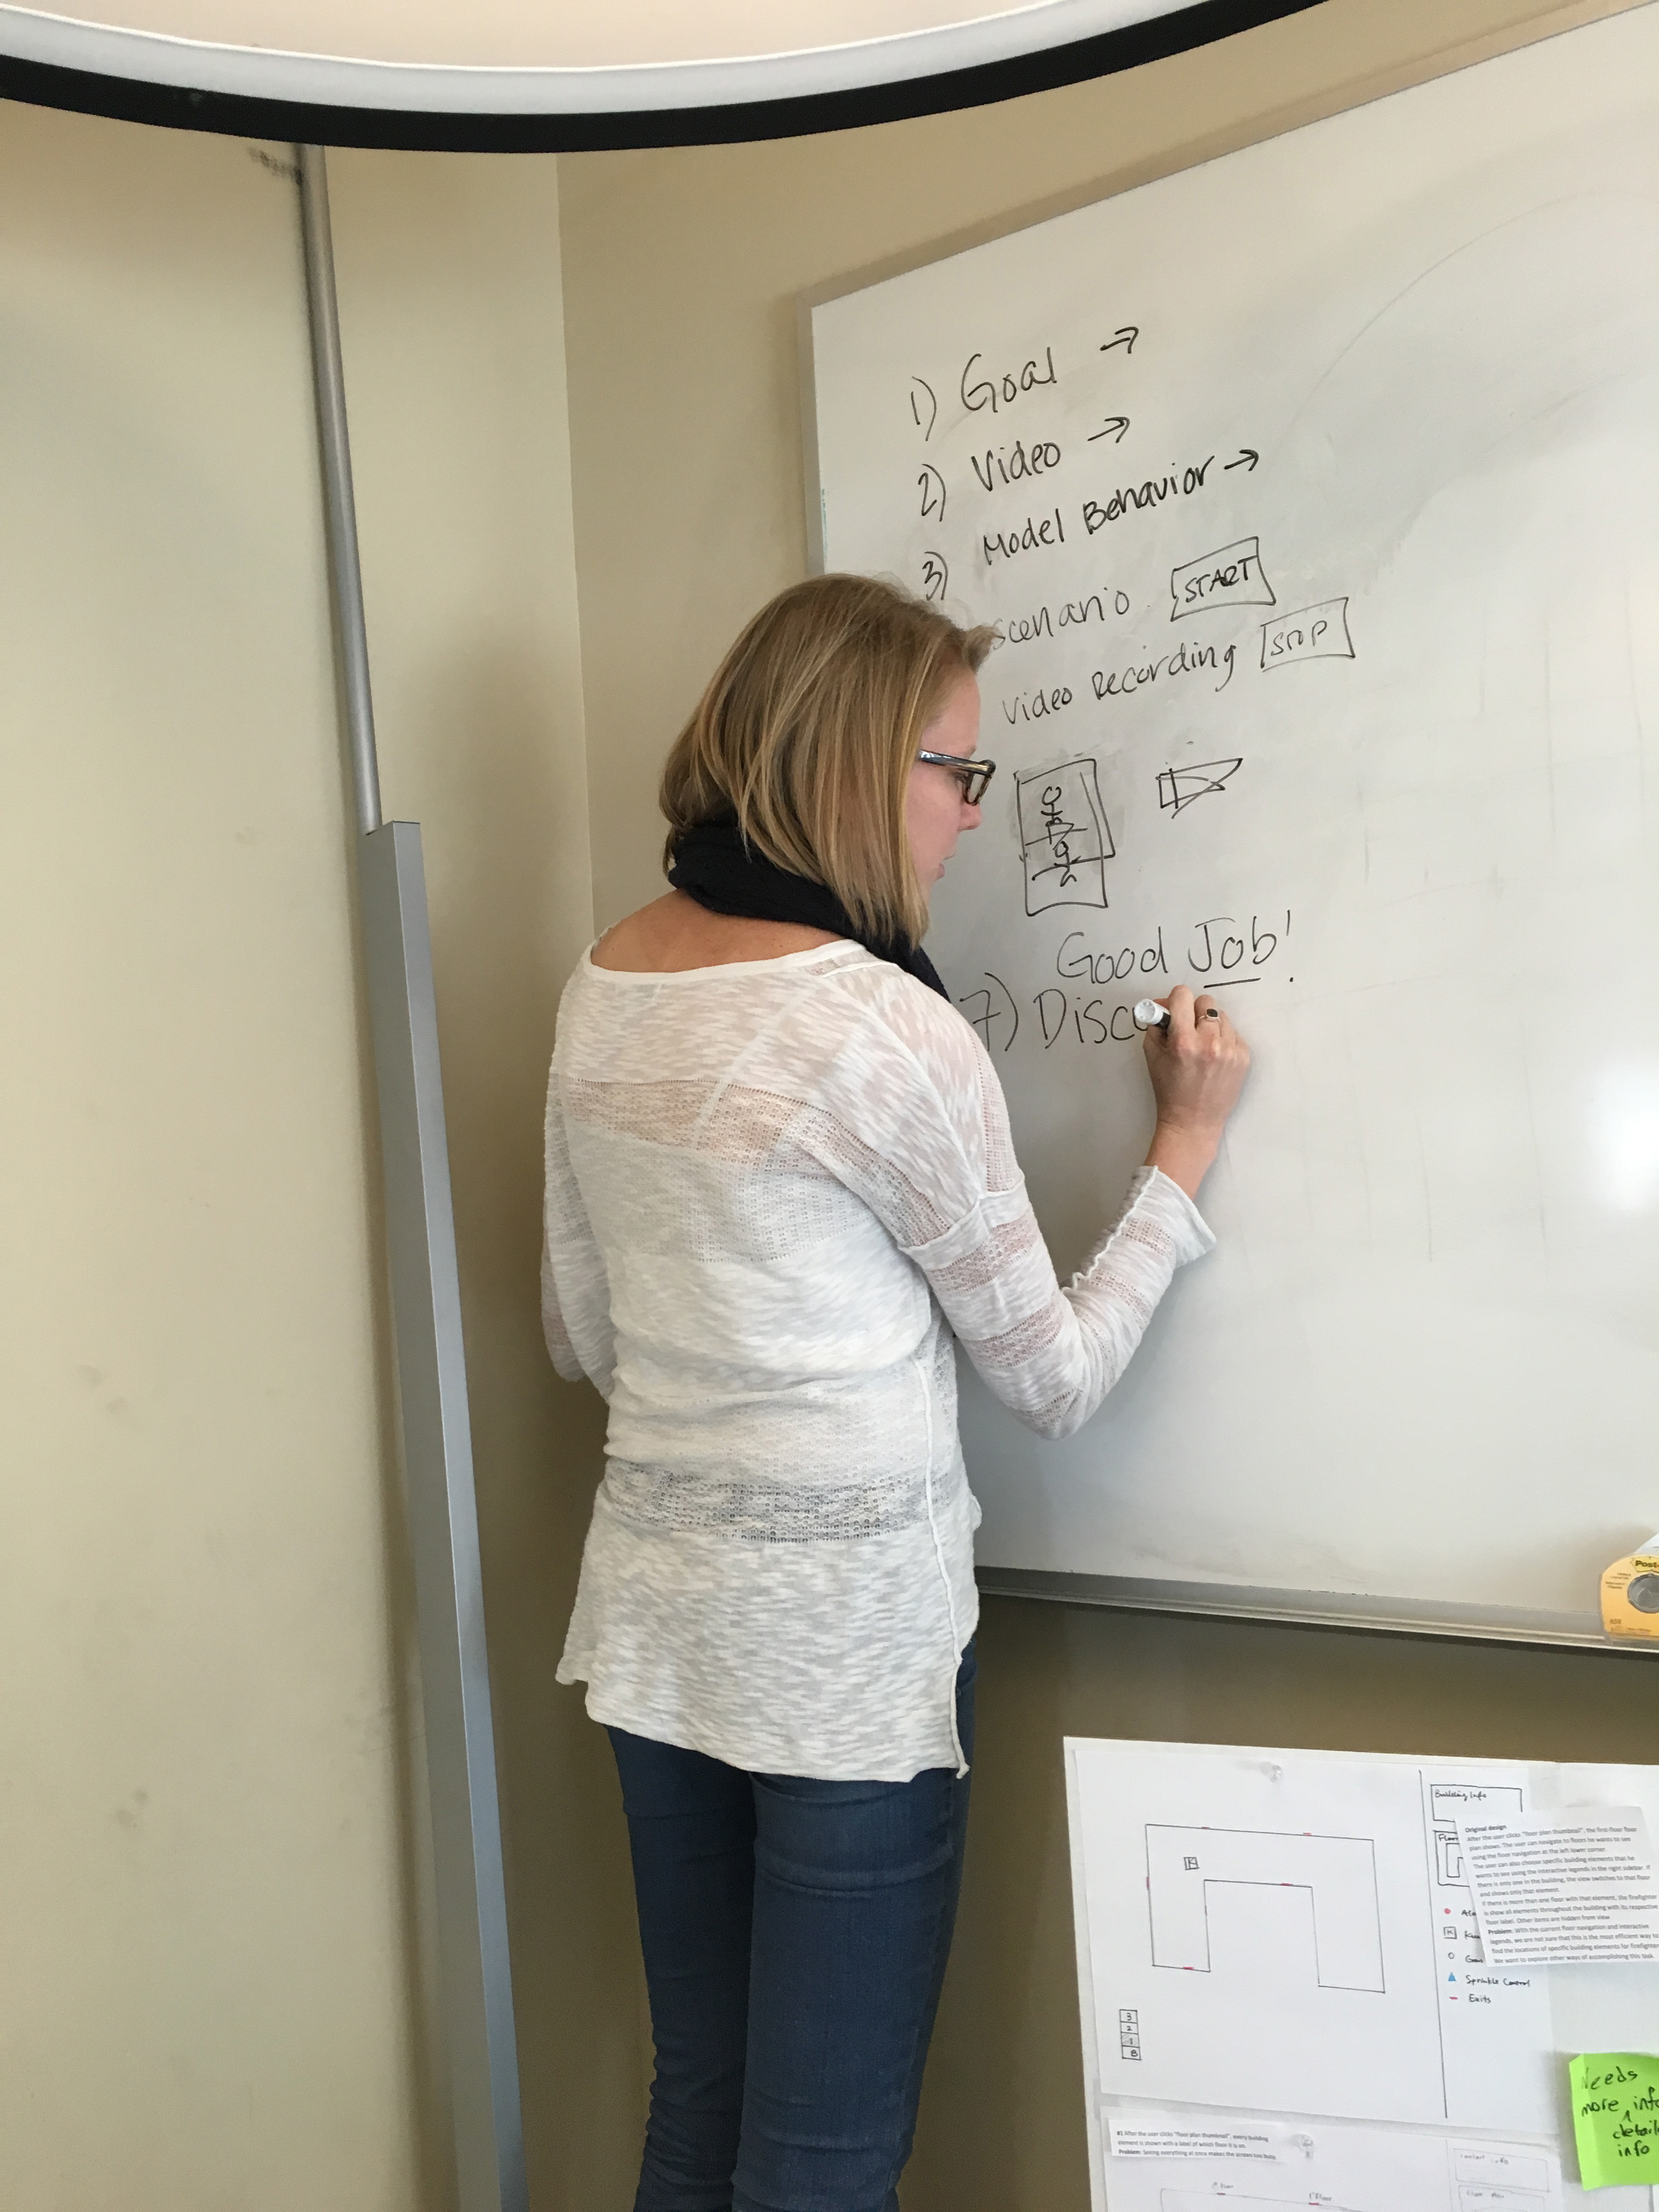 1) Goal →
2) Video →
3) Model Behavior →
scenario START
Video Recording STOP
Good Job!
7) Disc
Post-
Building Info
Floor
K
K
Sprinkle Control
Exits
3
2
1
B
Original design
After the user clicks "floor plan thumbnail", the first floor floor
plan shows. The user can navigate to floors he wants to see
using the floor navigation at the left lower corner.
The user can also choose specific building elements that he
wants to see using the interactive legends in the right sidebar. If
there is only one in the building, the view switches to that floor
and shows only that element.
If there is more than one floor with that element, the firefighter
is show all elements throughout the building with its respective
floor label. Other items are hidden from view.
Problem: With the current floor navigation and interactive
legends, we are not sure that this is the most efficient way to
find the locations of specific building elements for firefighter
We want to explore other ways of accomplishing this task.
Needs
more info
detail
info
#1 After the user clicks "floor plan thumbnail", every building
element is shown with a label of which floor it is on.
Problem: Seeing everything at once makes the screen too busy.